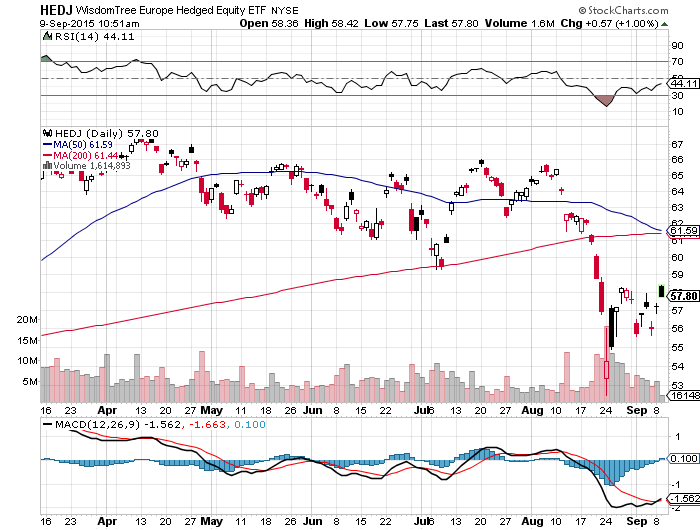 HEDJ WisdomTree Europe Hedged Equity ETF NYSE © StockCharts.com
9-Sep-2015 10:51am Open 58.36 High 58.42 Low 57.75 Last 57.80 Volume 1.6M Chg +0.57 (+1.00%)
RSI(14) 44.11
90
70
50
44.11
30
10
HEDJ (Daily) 57.80
MA(50) 61.59
MA(200) 61.44
Volume 1,614,893
67
66
65
64
63
62
61.59
61
60
59
58
57.80
57
56
55
54
53
16148
20M
15M
10M
5M
16 23 Apr 13 20 27 May 11 18 26 Jun 8 15 22 Jul 6 13 20 27 Aug 10 17 24 Sep 8
MACD(12,26,9) -1.562, -1.663, 0.100
1
0.100
-1.562
-2
16 23 Apr 13 20 27 May 11 18 26 Jun 8 15 22 Jul 6 13 20 27 Aug 10 17 24 Sep 8